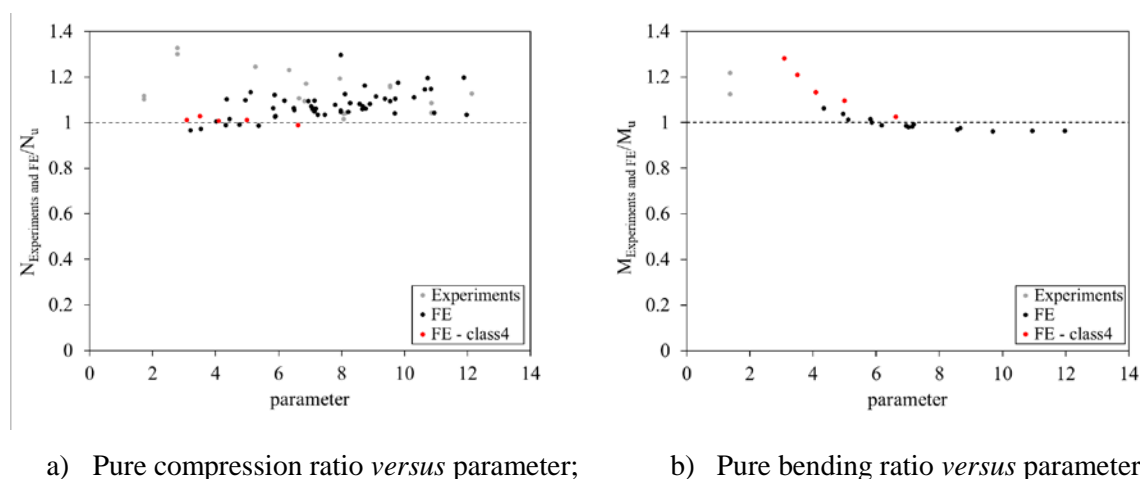 1.4
1.2
1
0.8
0.6
0.4
0.2
0
N_Experiments and FE/N_u
Experiments
FE
FE - class4
0 2 4 6 8 10 12 14
parameter
1.4
1.2
1
0.8
0.6
0.4
0.2
0
M_Experiments and FE/M_u
Experiments
FE
FE - class4
0 2 4 6 8 10 12 14
parameter
a) Pure compression ratio versus parameter;
b) Pure bending ratio versus parameter